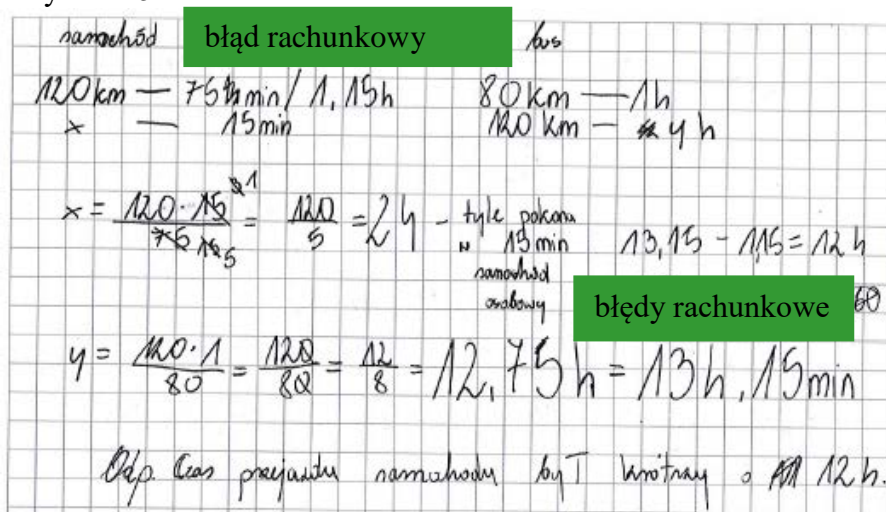 samochód błąd rachunkowy bus
120 km — 75 min / 1,15h 80 km — 1h
x — 15 min 120 km — y h
x = 120 · 15 / 75 15 5 = 120 / 5 = 24 - tyle pokona
w 15 min 13,15 - 1,15 = 12 h
samochód
osobowy błędy rachunkowe 60
y = 120 · 1 / 80 = 120 / 80 = 12 / 8 = 12,75 h = 13 h, 15 min
Odp. Czas przejazdu samochodu był krótszy o 12 h.